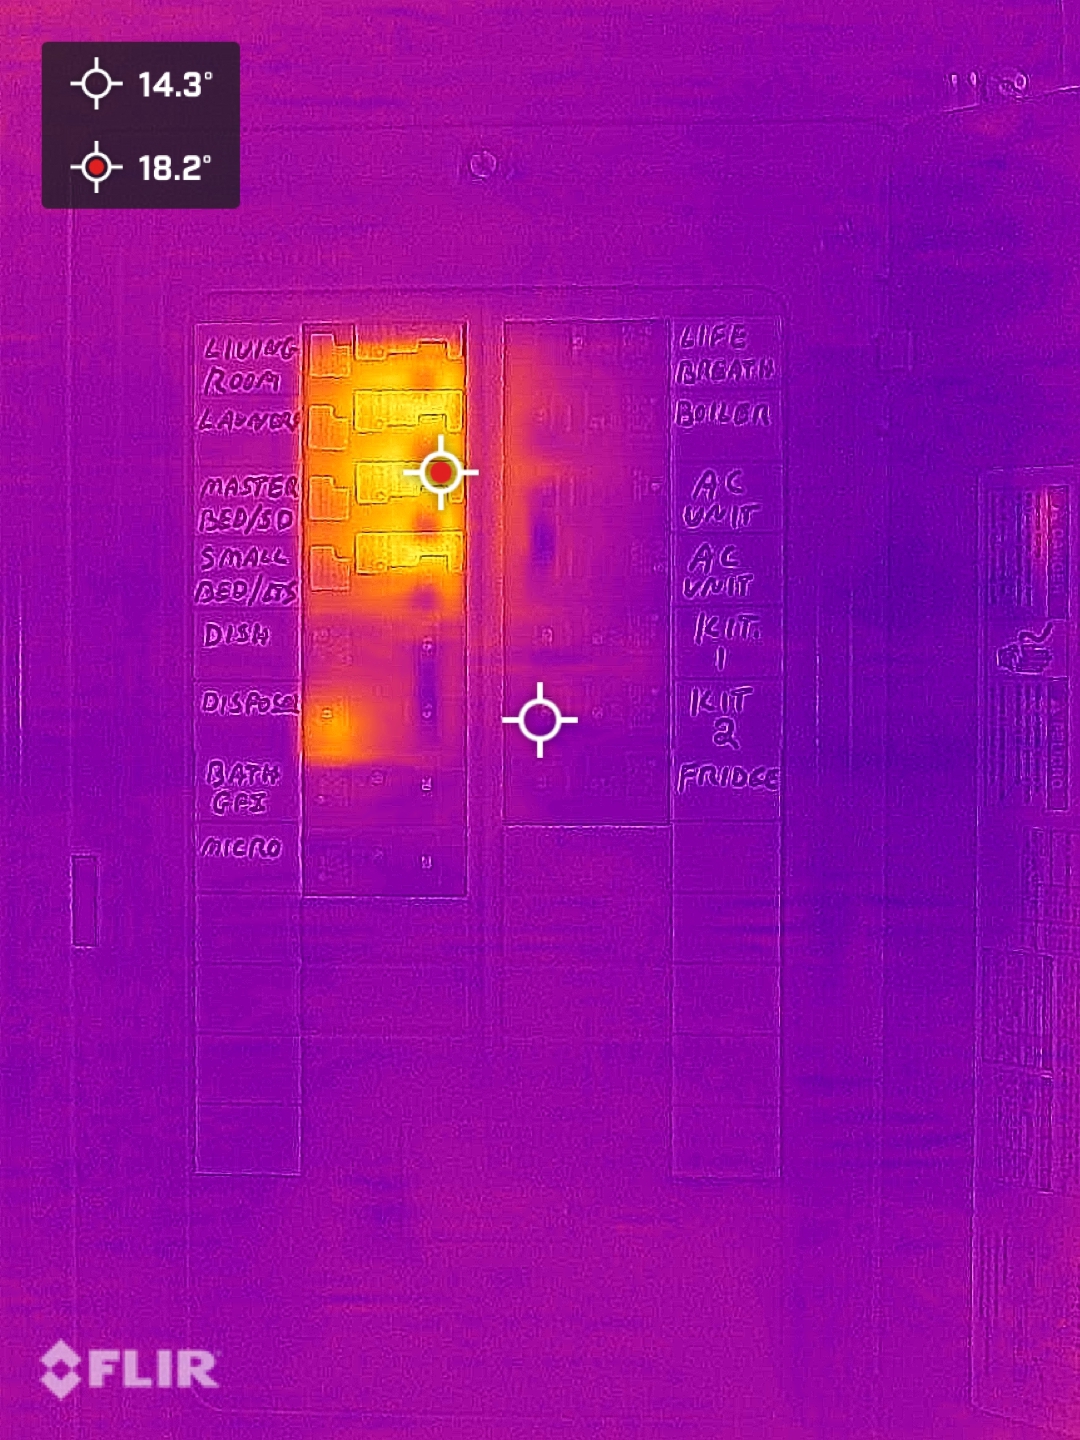 14.3°
18.2°
LIVING
ROOM
LAUNDRY
MASTER
BED/SD
SMALL
BED/
DISH
DISPOSAL
BATH
GFI
MICRO
LIFE
BREATH
BOILER
AC
UNIT
AC
UNIT
KIT.
1
KIT
2
FRIDGE
FLIR